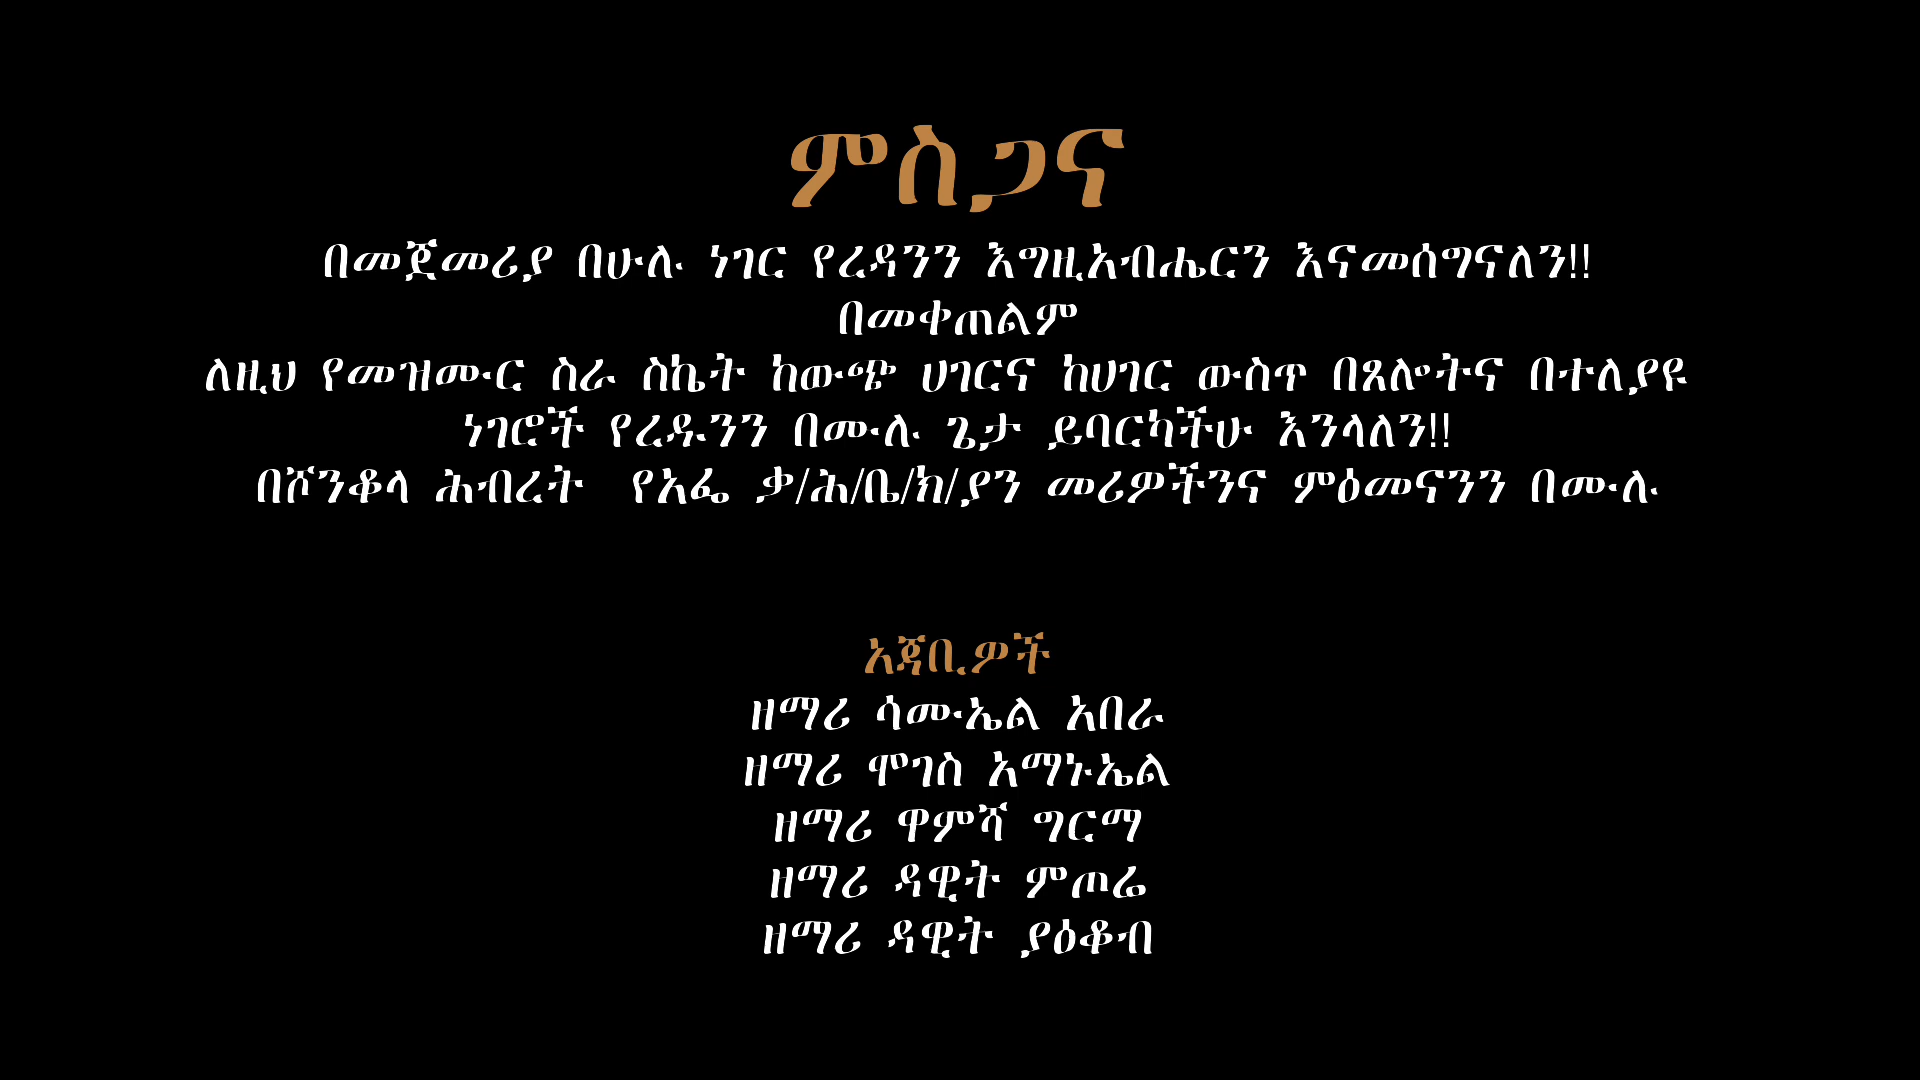 ምስጋና
በመጀመሪያ በሁሉ ነገር የረዳንን እግዚአብሔርን እናመሰግናለን!!
በመቀጠልም
ለዚህ የመዝሙር ስራ ስኬት ከውጭ ሀገርና ከሀገር ውስጥ በጸሎትና በተለያዩ
ነገሮች የረዱንን በሙሉ ጌታ ይባርካችሁ እንላለን!!
በሾንቆላ ሕብረት የአፌ ቃ/ሕ/ቤ/ክ/ያን መሪዎችንና ምዕመናንን በሙሉ
አጃቢዎች
ዘማሪ ሳሙኤል አበራ
ዘማሪ ሞገስ አማኑኤል
ዘማሪ ዋምሻ ግርማ
ዘማሪ ዳዊት ምጦሬ
ዘማሪ ዳዊት ያዕቆብ